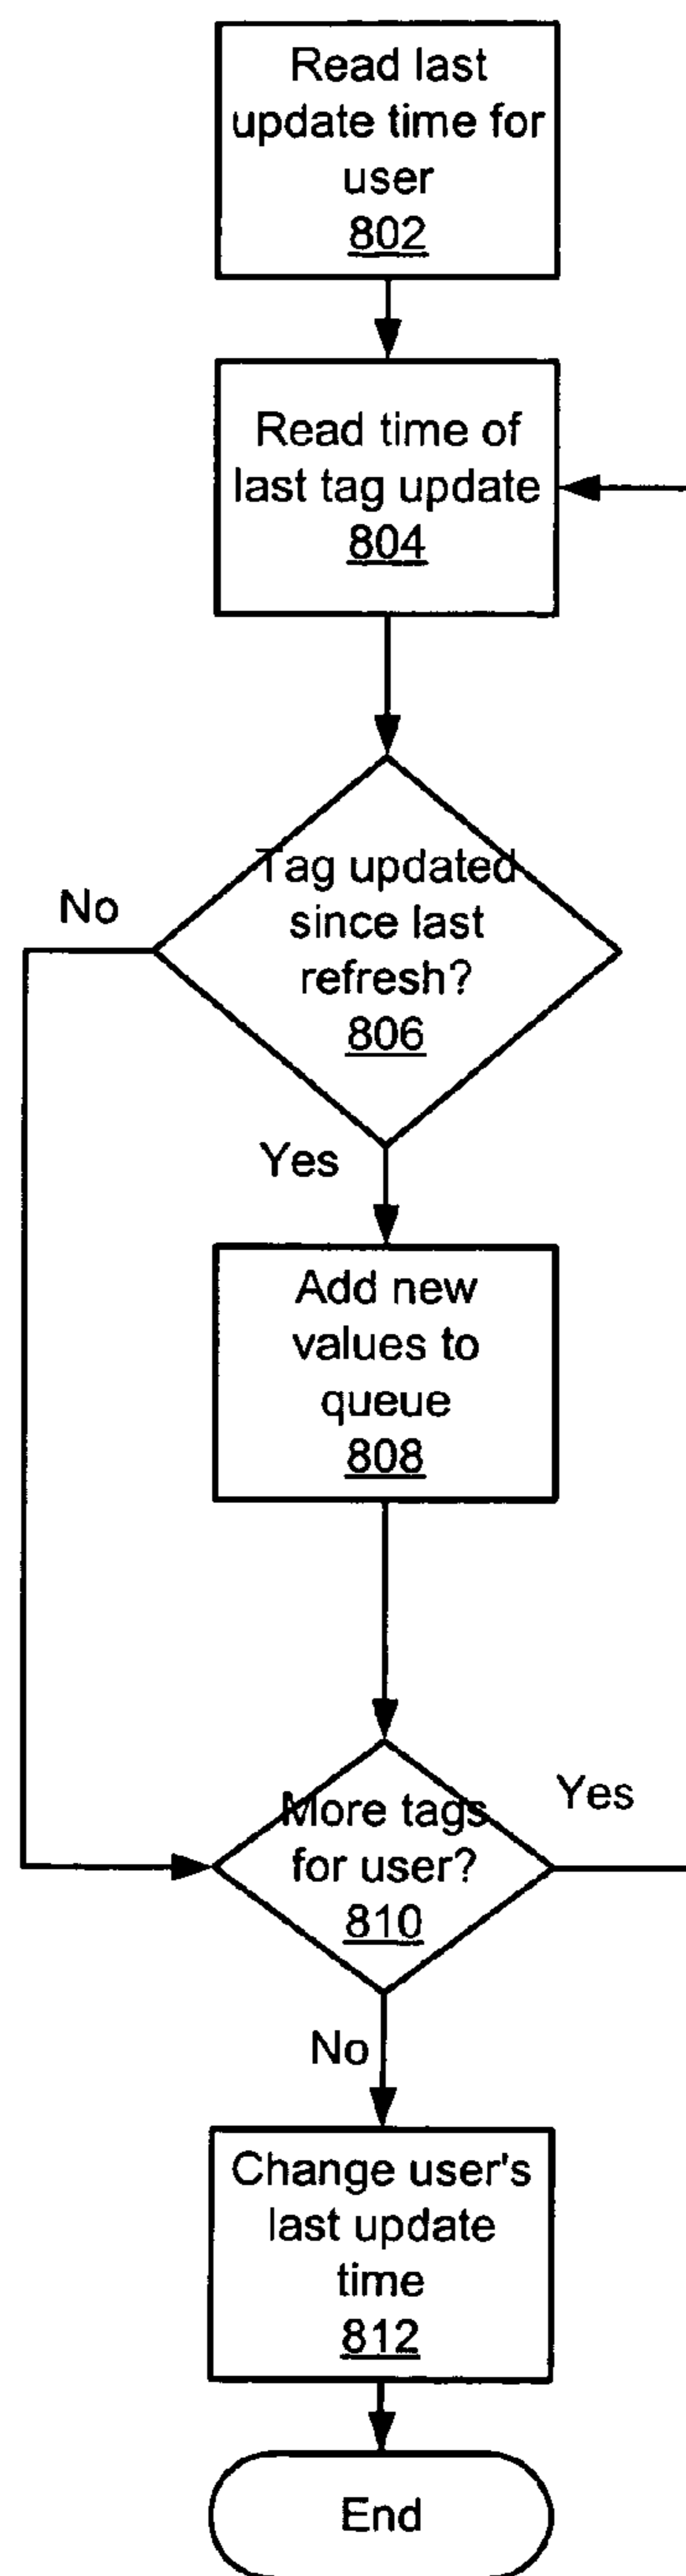 Read last
update time for
user
802
Read time of
last tag update
804
Tag updated
since last
refresh?
806
No
Yes
Add new
values to
queue
808
More tags
for user?
810
Yes
No
Change user's
last update
time
812
End